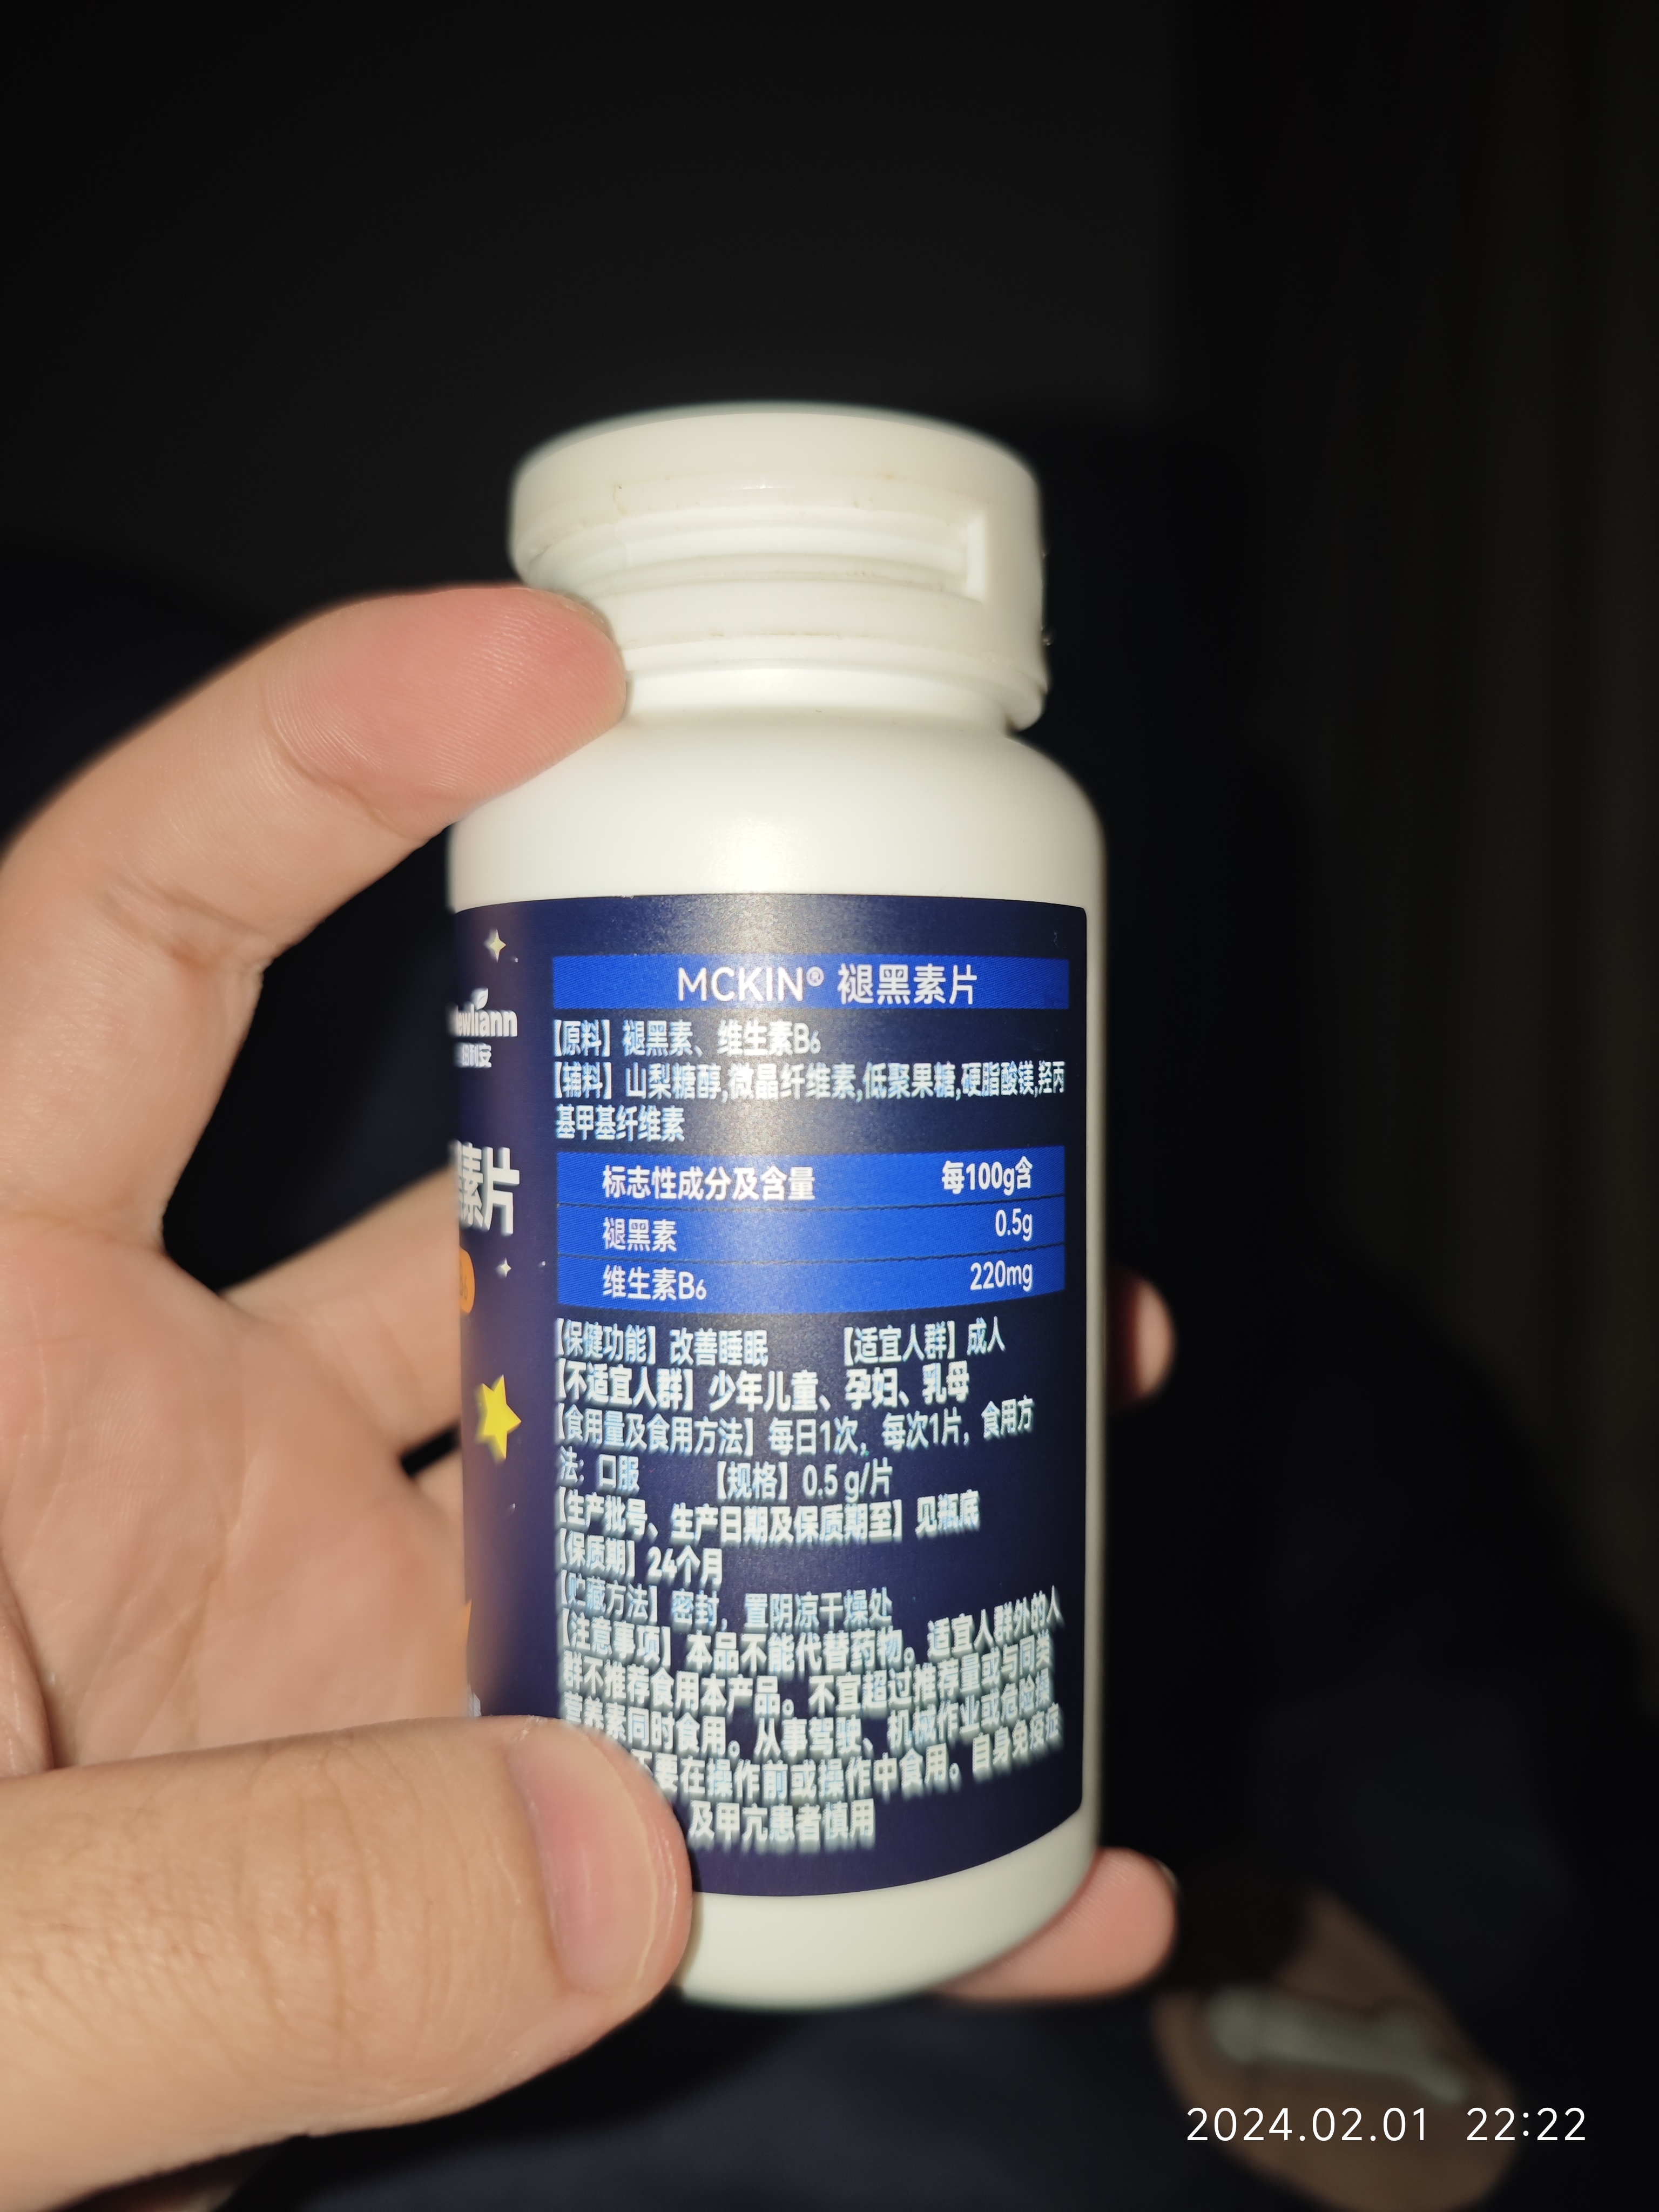 MCKIN® 褪黑素片
【原料】褪黑素、维生素B6
【辅料】山梨糖醇,微晶纤维素,低聚果糖,硬脂酸镁,羟丙
基甲基纤维素
标志性成分及含量 每100g含
褪黑素 0.5g
维生素B6 220mg
【保健功能】改善睡眠 【适宜人群】成人
【不适宜人群】少年儿童、孕妇、乳母
【食用量及食用方法】每日1次，每次1片，食用方
法：口服 【规格】0.5 g/片
【生产批号、生产日期及保质期至】见瓶底
【保质期】24个月
【贮藏方法】密封，置阴凉干燥处
【注意事项】本品不能代替药物。适宜人群外的人
群不推荐食用本产品。不宜超过推荐量或与同类
营养素同时食用。从事驾驶、机械作业或危险操
不要在操作前或操作中食用。自身免疫症
及甲亢患者慎用
素片
2024.02.01 22:22